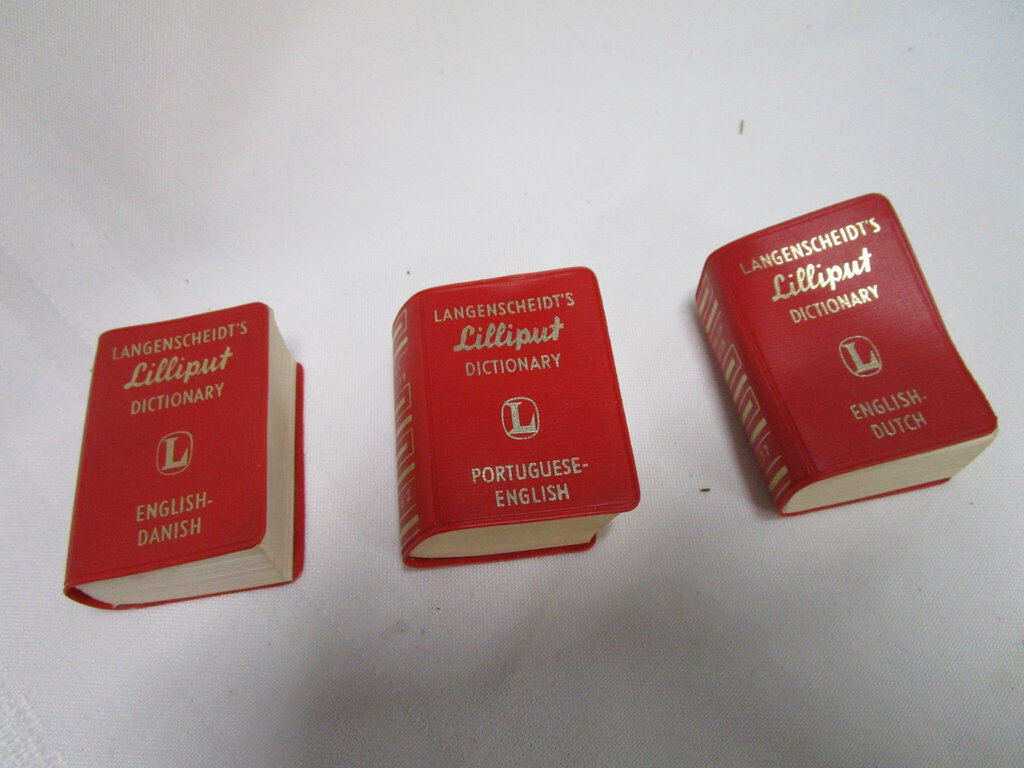 LANGENSCHEIDT'S
Lilliput
DICTIONARY
L
ENGLISH-
DANISH
LANGENSCHEIDT'S
Lilliput
DICTIONARY
L
PORTUGUESE-
ENGLISH
LANGENSCHEIDT'S
Lilliput
DICTIONARY
L
ENGLISH-
DUTCH